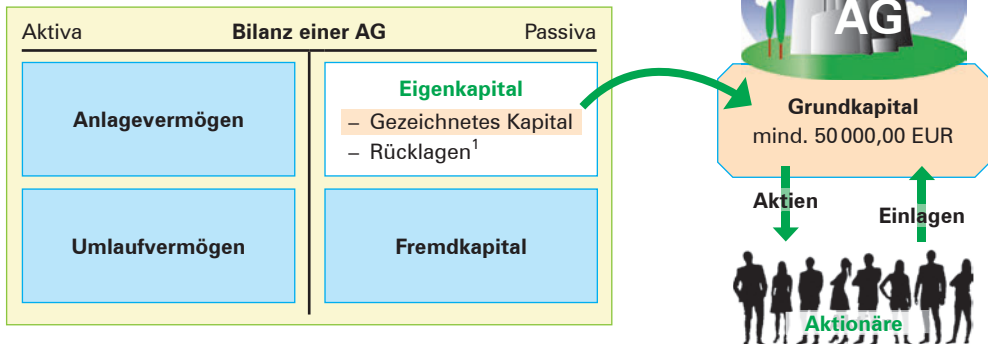 Aktiva Bilanz einer AG Passiva
Anlagevermögen
Eigenkapital
– Gezeichnetes Kapital
– Rücklagen¹
Umlaufvermögen
Fremdkapital
AG
Grundkapital
mind. 50 000,00 EUR
Aktien
Einlagen
Aktionäre